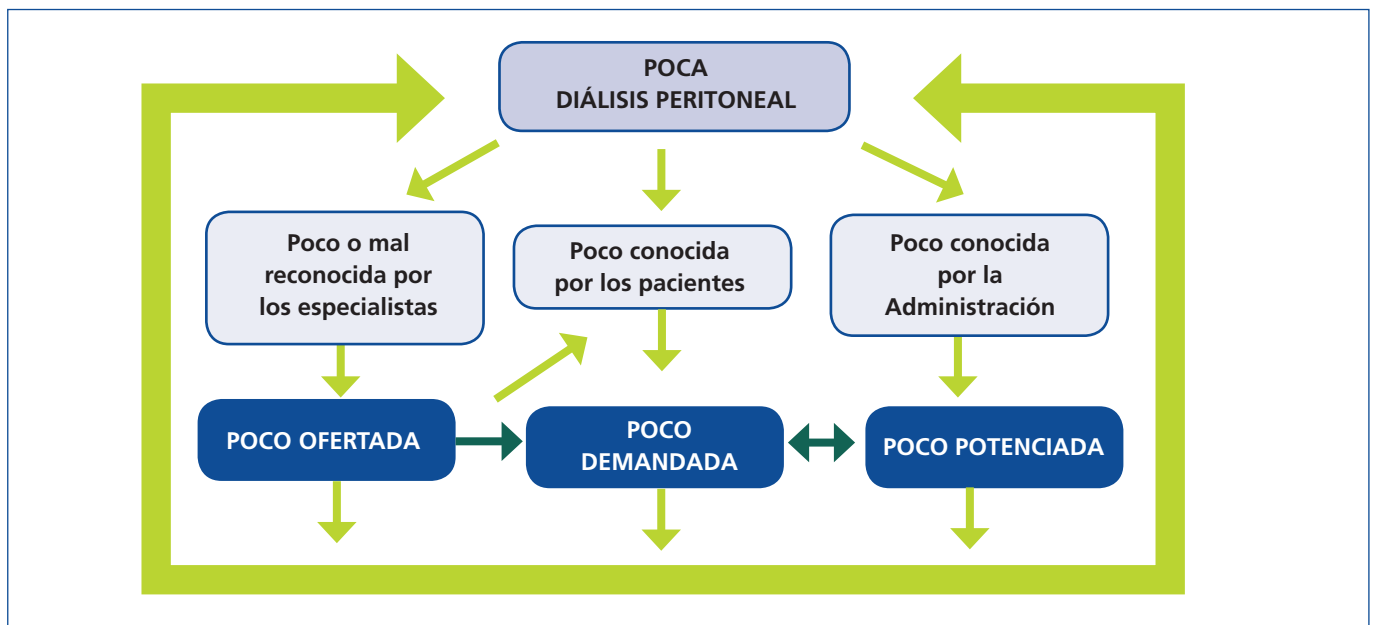 POCA
DIÁLISIS PERITONEAL
Poco o mal
reconocida por
los especialistas
Poco conocida
por los pacientes
Poco conocida
por la
Administración
POCO OFERTADA
POCO
DEMANDADA
POCO POTENCIADA